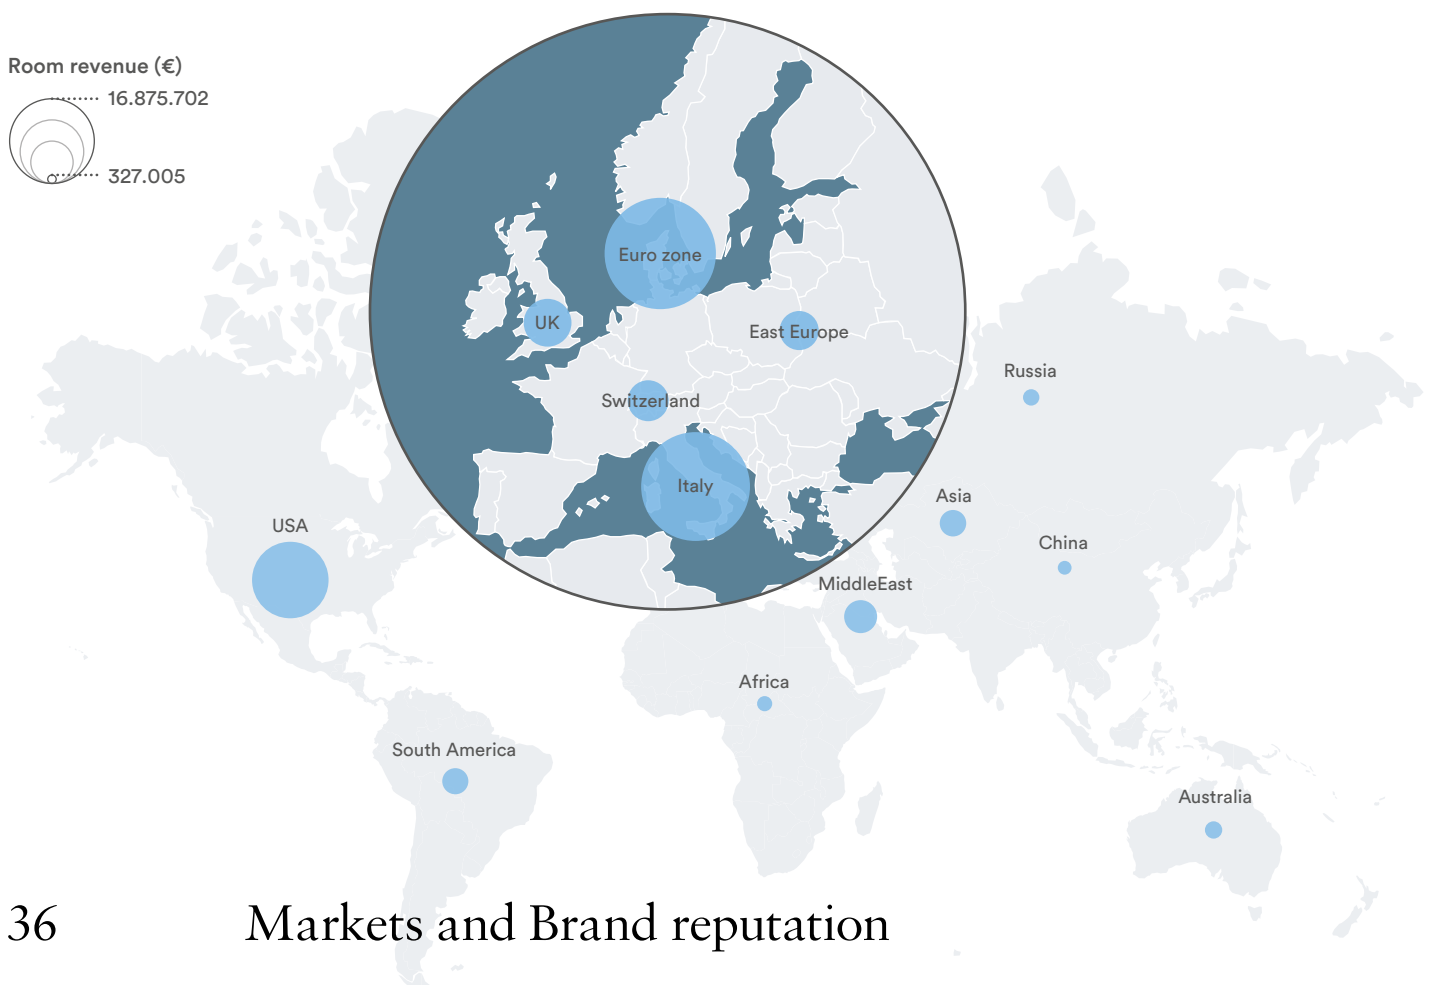 Room revenue (€)
16.875.702
327.005
Euro zone
UK
East Europe
Russia
Switzerland
Italy
Asia
USA
China
MiddleEast
Africa
South America
Australia
36
Markets and Brand reputation